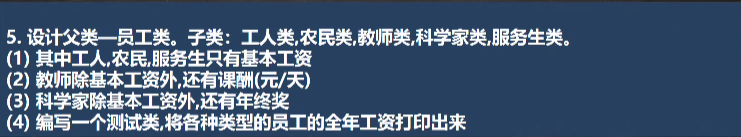 5. 设计父类—员工类。子类：工人类,农民类,教师类,科学家类,服务生类。
(1) 其中工人,农民,服务生只有基本工资
(2) 教师除基本工资外,还有课酬(元/天)
(3) 科学家除基本工资外,还有年终奖
(4) 编写一个测试类,将各种类型的员工的全年工资打印出来